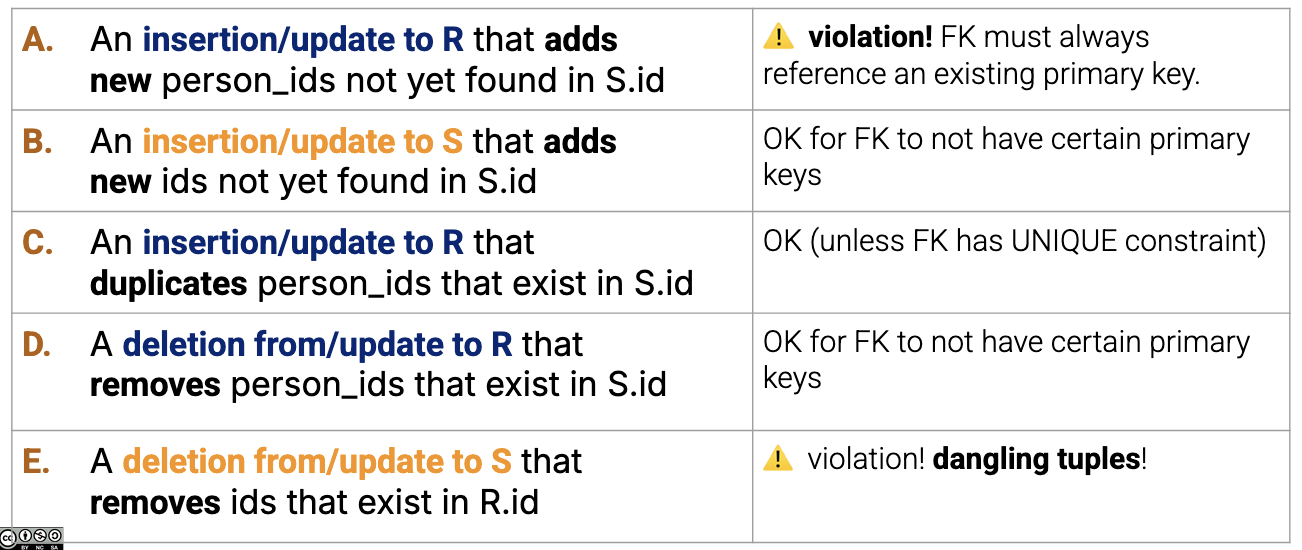 A. An insertion/update to R that adds
new person_ids not yet found in S.id
⚠️ violation! FK must always
reference an existing primary key.
B. An insertion/update to S that adds
new ids not yet found in S.id
OK for FK to not have certain primary
keys
C. An insertion/update to R that
duplicates person_ids that exist in S.id
OK (unless FK has UNIQUE constraint)
D. A deletion from/update to R that
removes person_ids that exist in S.id
OK for FK to not have certain primary
keys
E. A deletion from/update to S that
removes ids that exist in R.id
⚠️ violation! dangling tuples!
cc
BY NC SA